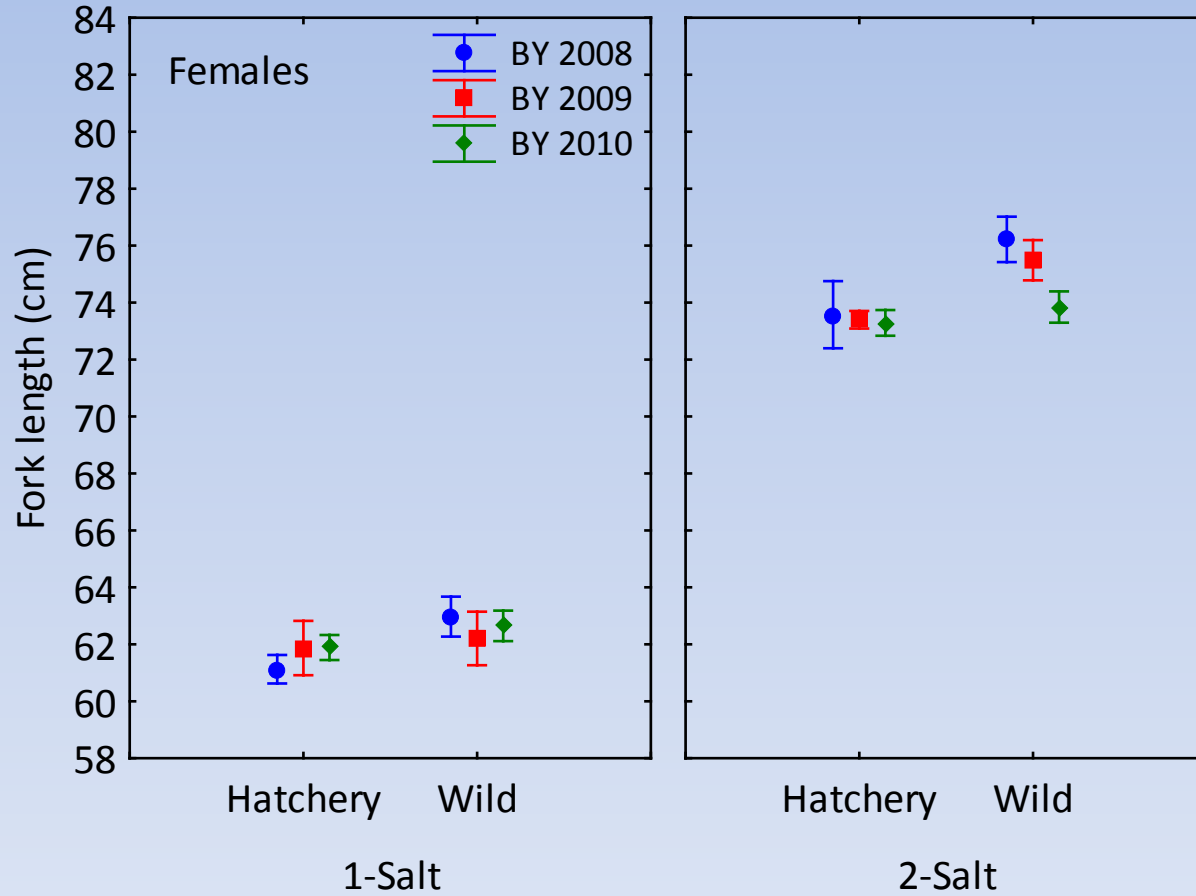 Females
BY 2008
BY 2009
BY 2010
Fork length (cm)
84
82
80
78
76
74
72
70
68
66
64
62
60
58
Hatchery Wild
Hatchery Wild
1-Salt
2-Salt